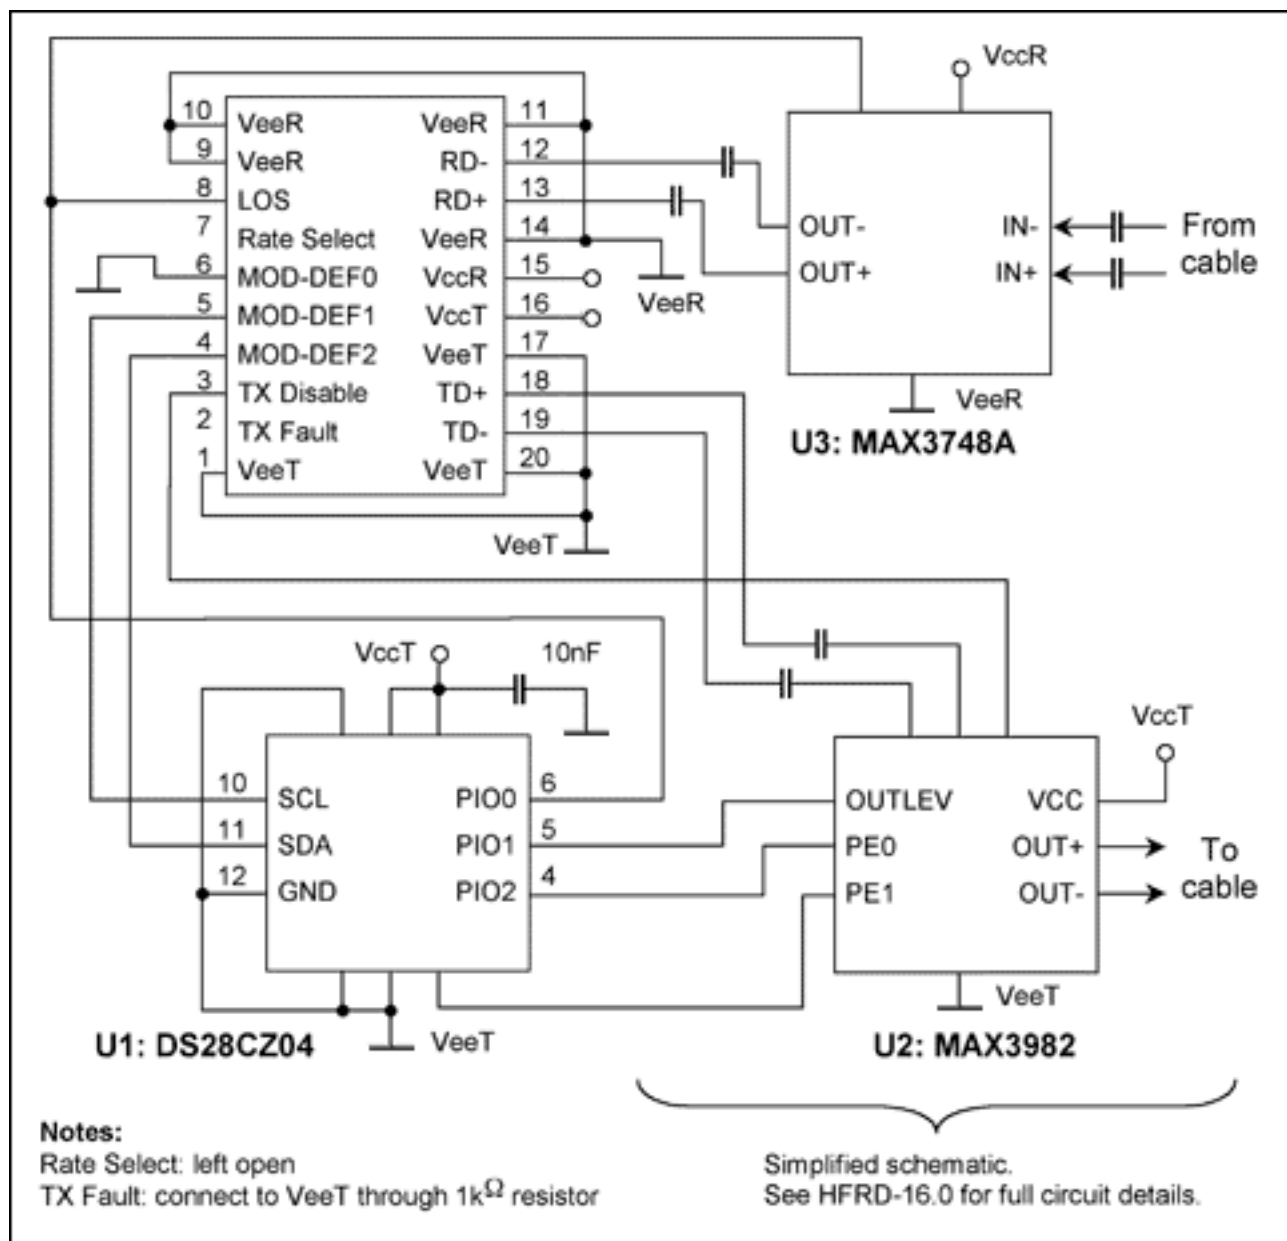 VccR
10 VeeR VeeR 11
9 VeeR RD- 12
8 LOS RD+ 13
7 Rate Select VeeR 14
6 MOD-DEF0 VccR 15
5 MOD-DEF1 VccT 16
4 MOD-DEF2 VeeT 17
3 TX Disable TD+ 18
2 TX Fault TD- 19
1 VeeT VeeT 20
VeeR
VeeT
OUT- IN-
OUT+ IN+
From
cable
VeeR
U3: MAX3748A
VccT
10nF
10 SCL PIO0 6
11 SDA PIO1 5
12 GND PIO2 4
VeeT
U1: DS28CZ04
VccT
OUTLEV VCC
PE0 OUT+
PE1 OUT-
To
cable
VeeT
U2: MAX3982
Notes:
Rate Select: left open
TX Fault: connect to VeeT through 1kΩ resistor
Simplified schematic.
See HFRD-16.0 for full circuit details.